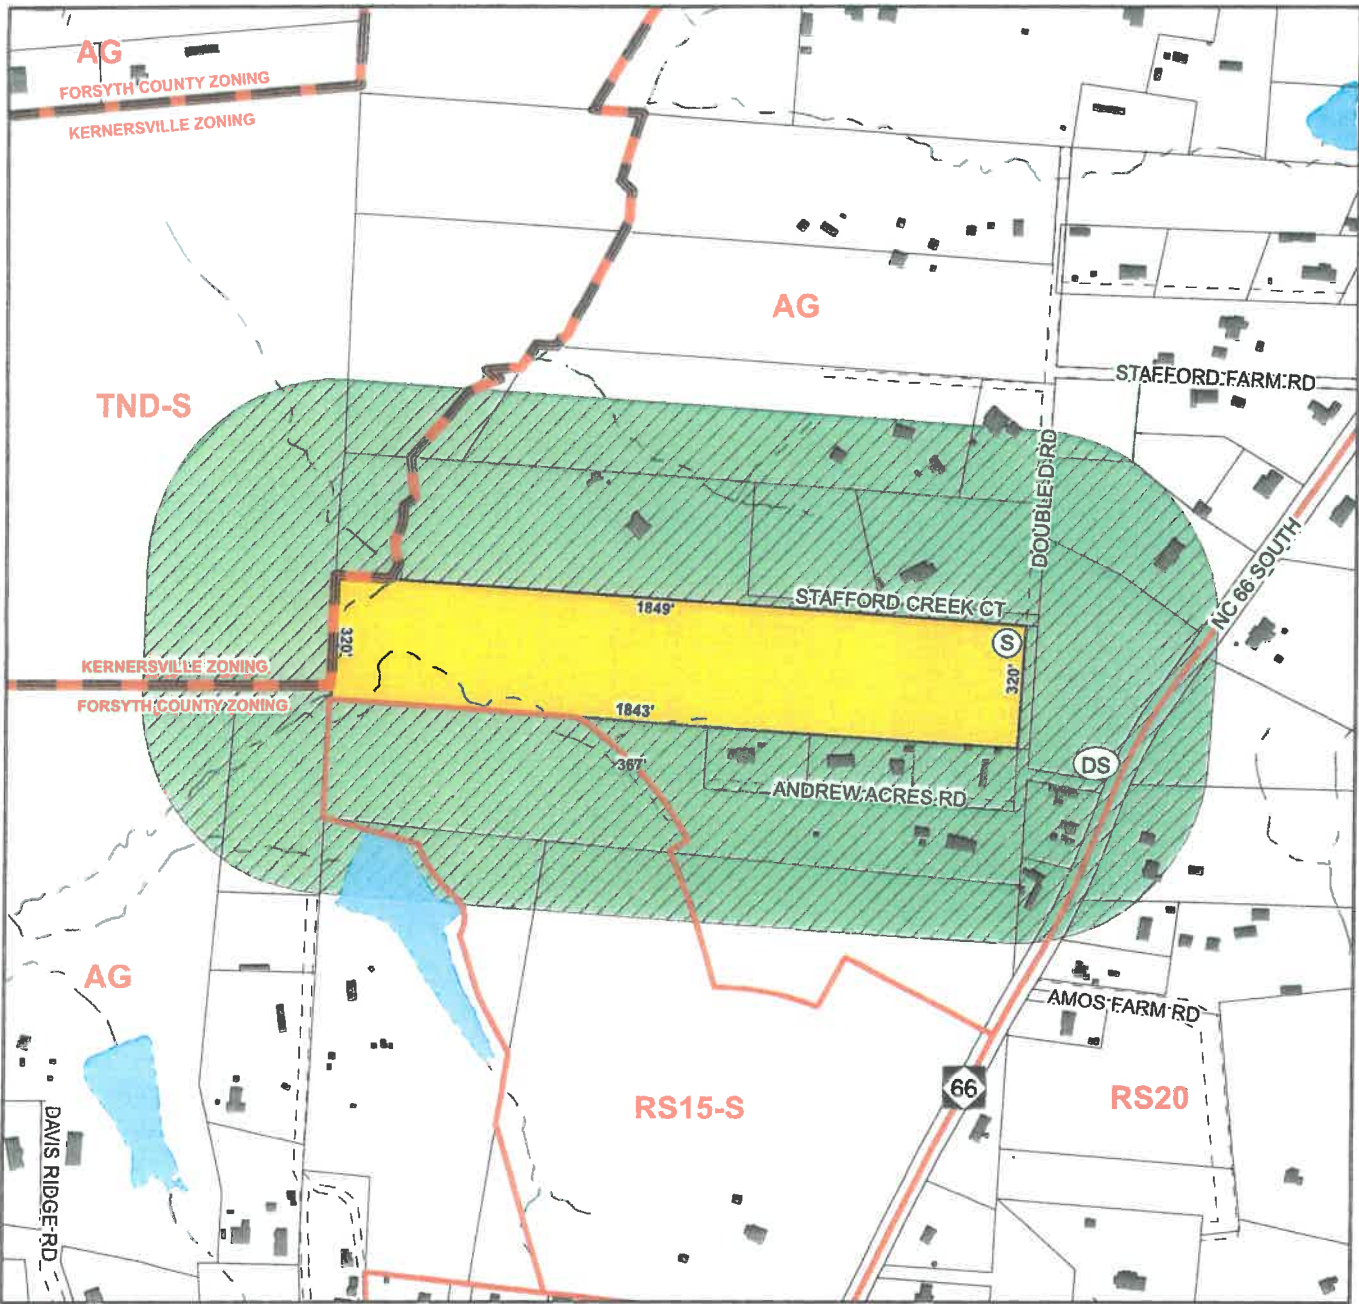 AG
FORSYTH COUNTY ZONING
KERNERSVILLE ZONING
AG
STAFFORD FARM RD
TND-S
DOUBLE D RD
NC 66 SOUTH
STAFFORD CREEK CT
1849'
S
320'
320'
KERNERSVILLE ZONING
FORSYTH COUNTY ZONING
1843'
367'
DS
ANDREW ACRES RD
AG
AMOS FARM RD
66
RS15-S
RS20
DAVIS RIDGE RD